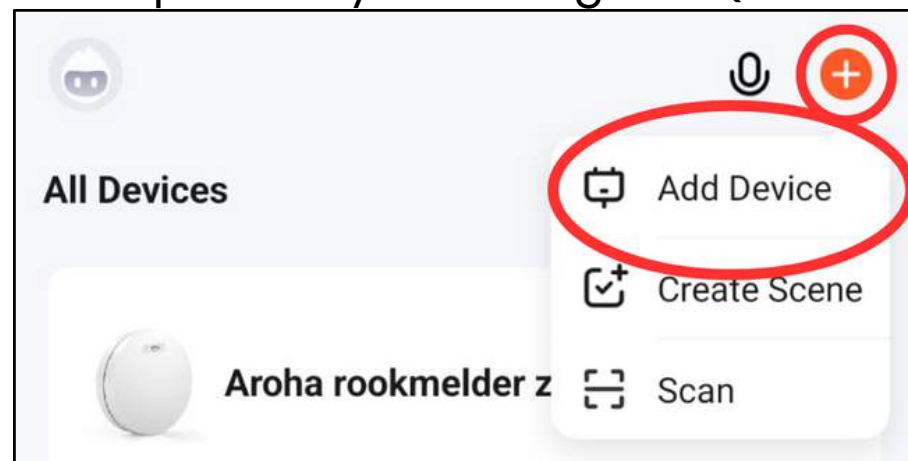 All Devices
Add Device
Create Scene
Aroha rookmelder z
Scan